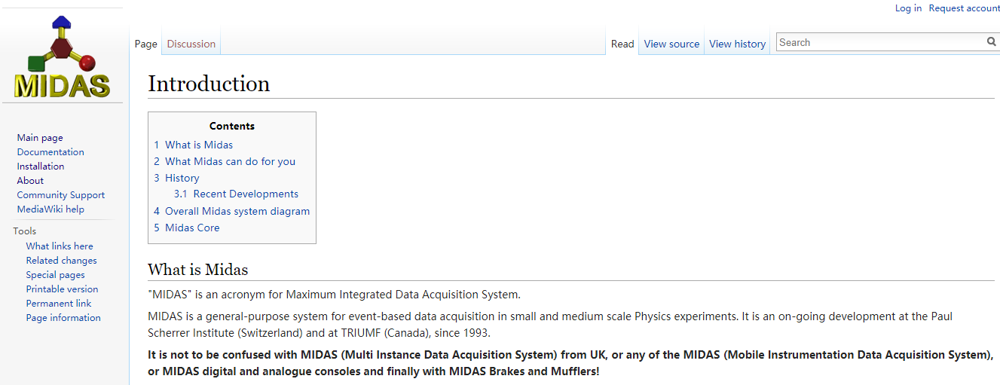 Log in Request account
MIDAS
Page Discussion Read View source View history Search
Introduction
Contents
1 What is Midas
2 What Midas can do for you
3 History
3.1 Recent Developments
4 Overall Midas system diagram
5 Midas Core
Main page
Documentation
Installation
About
Community Support
MediaWiki help
Tools
What links here
Related changes
Special pages
Printable version
Permanent link
Page information
What is Midas
"MIDAS" is an acronym for Maximum Integrated Data Acquisition System.
MIDAS is a general-purpose system for event-based data acquisition in small and medium scale Physics experiments. It is an on-going development at the Paul
Scherrer Institute (Switzerland) and at TRIUMF (Canada), since 1993.
It is not to be confused with MIDAS (Multi Instance Data Acquisition System) from UK, or any of the MIDAS (Mobile Instrumentation Data Acquisition System),
or MIDAS digital and analogue consoles and finally with MIDAS Brakes and Mufflers!